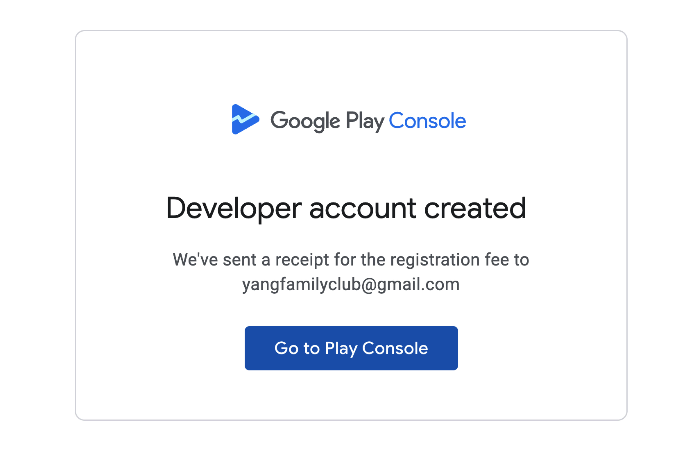 Google Play Console
Developer account created
We've sent a receipt for the registration fee to
yangfamilyclub@gmail.com
Go to Play Console